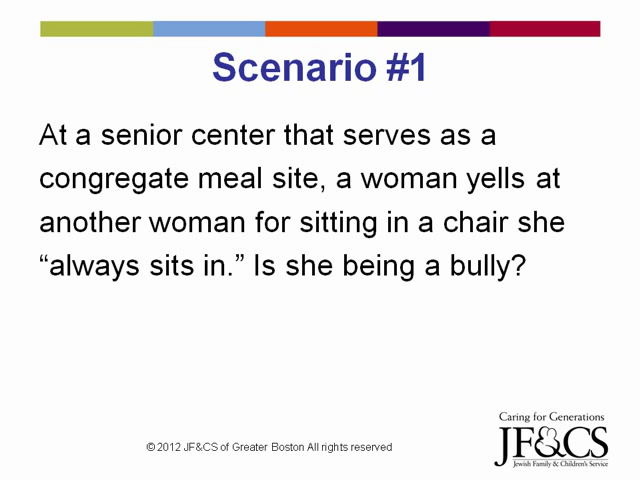 Scenario #1
At a senior center that serves as a
congregate meal site, a woman yells at
another woman for sitting in a chair she
“always sits in.” Is she being a bully?
Caring for Generations
JF&CS
Jewish Family & Children's Service
© 2012 JF&CS of Greater Boston All rights reserved